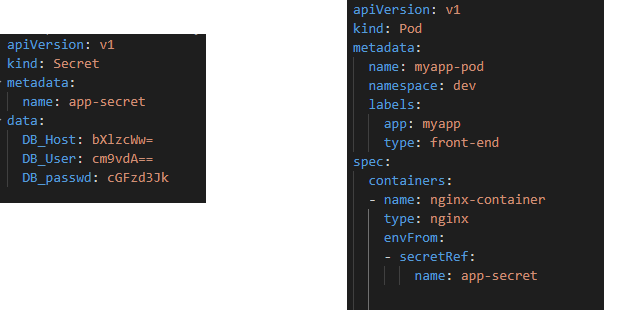 apiVersion: v1
kind: Secret
metadata:
name: app-secret
data:
DB_Host: bXlzcWw=
DB_User: cm9vdA==
DB_passwd: cGFzd3Jk
apiVersion: v1
kind: Pod
metadata:
name: myapp-pod
namespace: dev
labels:
app: myapp
type: front-end
spec:
containers:
- name: nginx-container
type: nginx
envFrom:
- secretRef:
name: app-secret